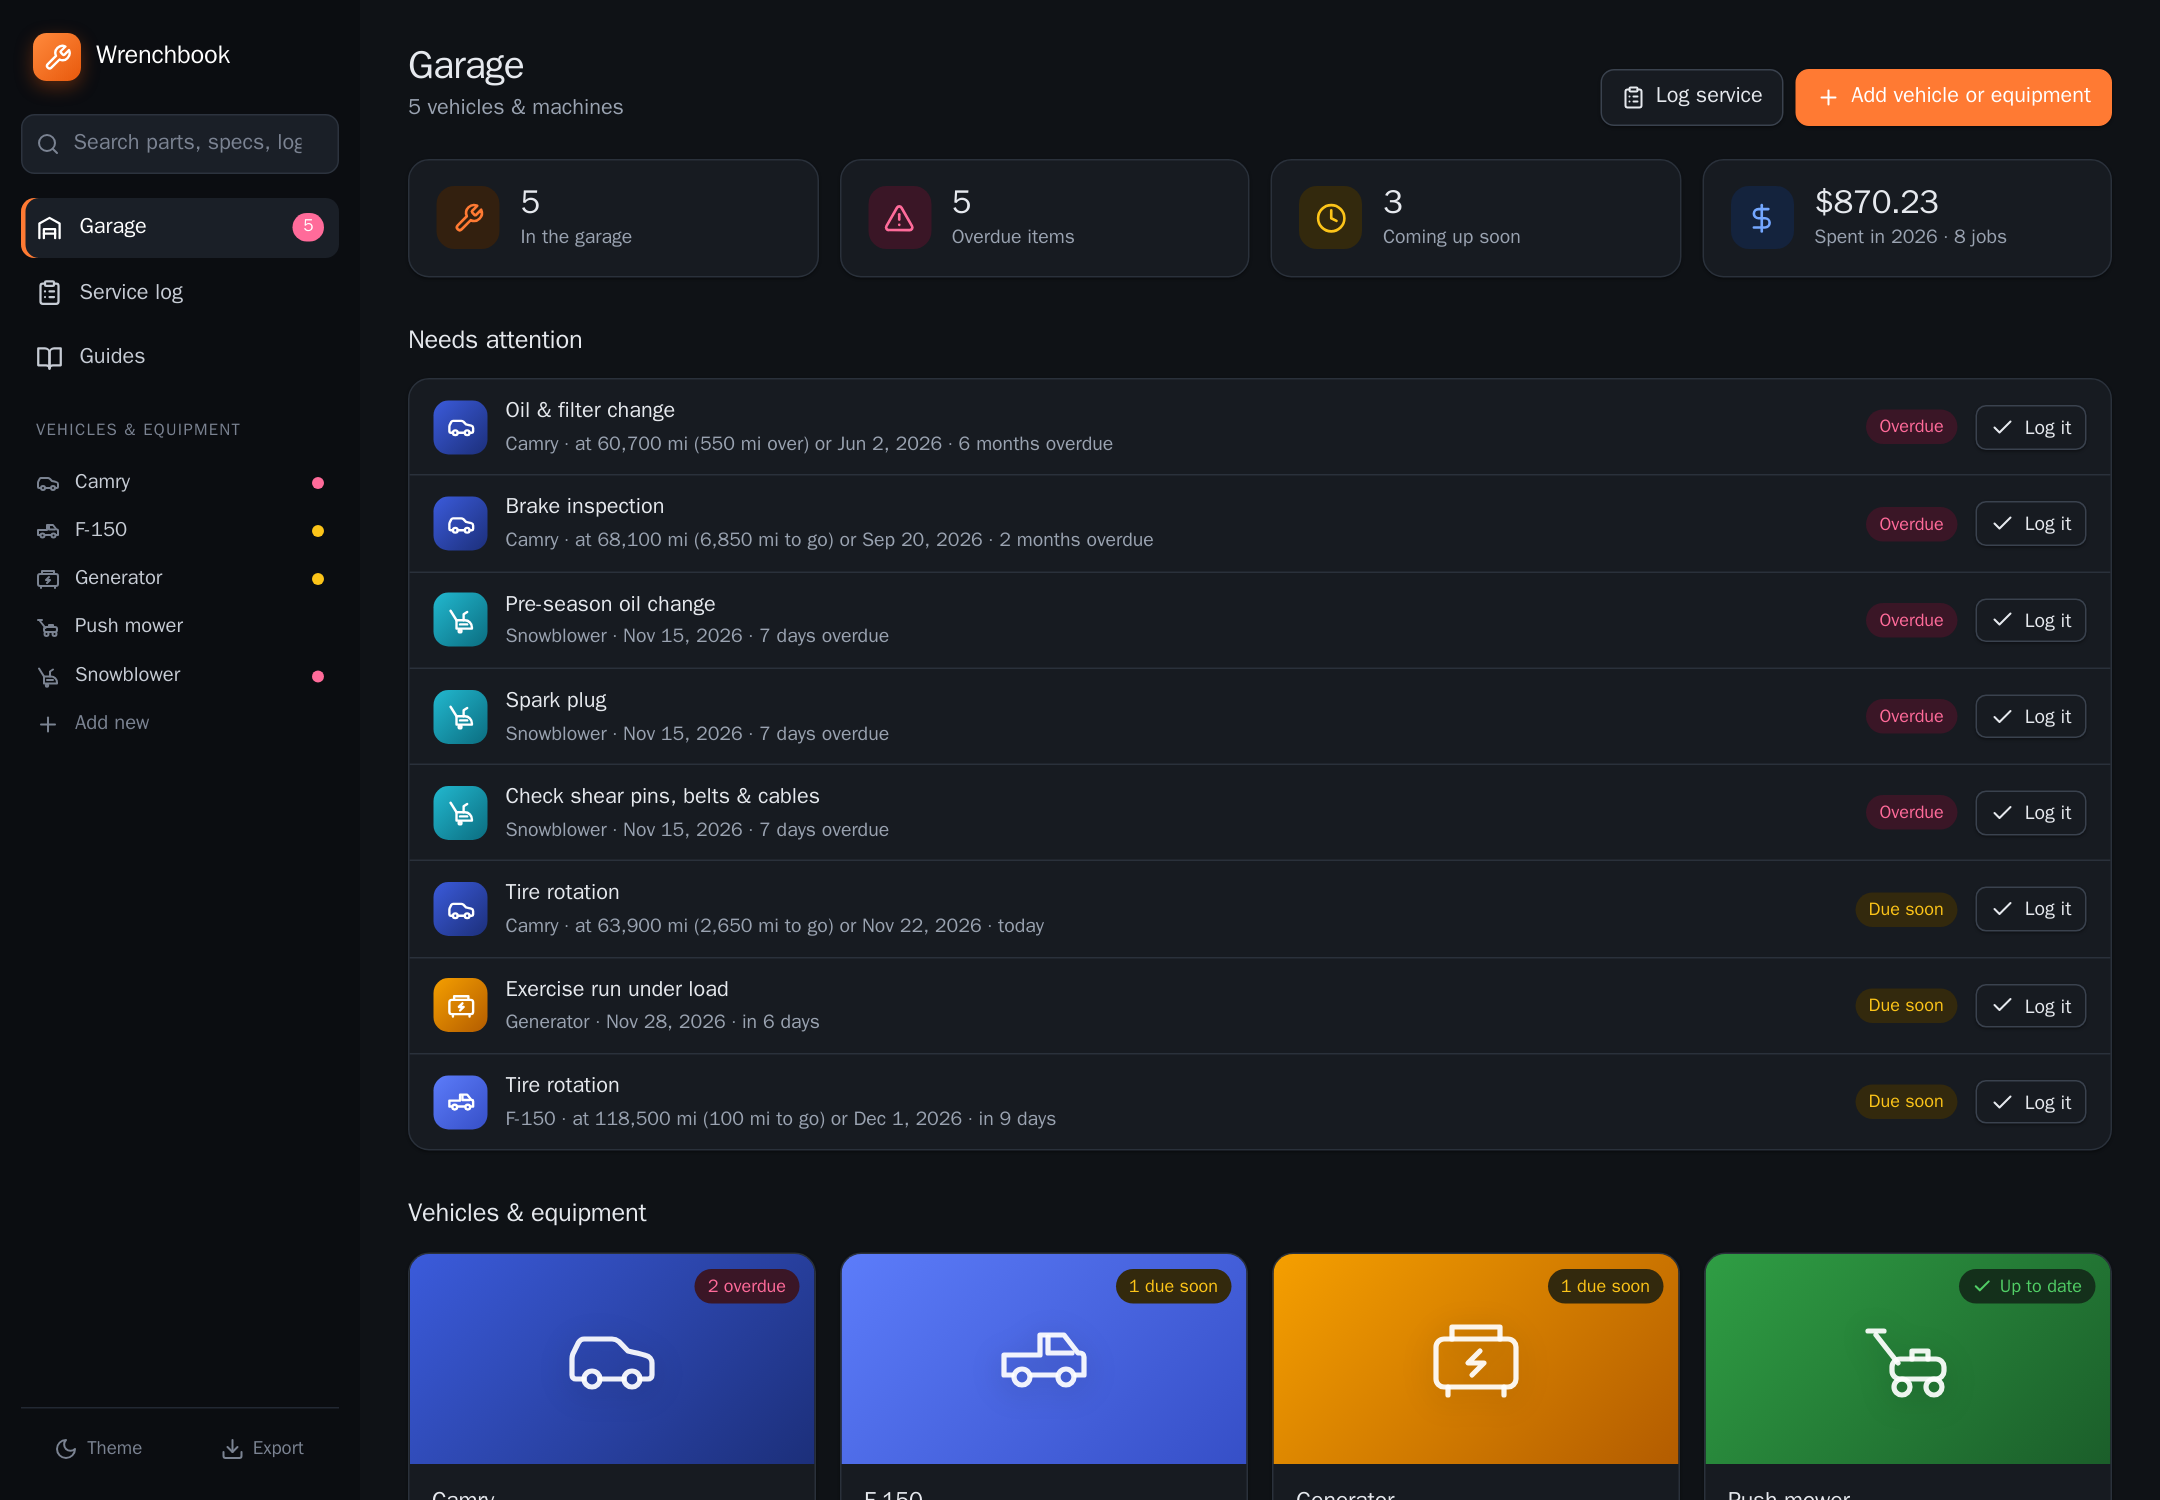 Wrenchbook
Search parts, specs, log
Garage 5
Service log
Guides
VEHICLES & EQUIPMENT
Camry
F-150
Generator
Push mower
Snowblower
Add new
Theme
Export
Garage
5 vehicles & machines
Log service
Add vehicle or equipment
5
In the garage
5
Overdue items
3
Coming up soon
$870.23
Spent in 2026 · 8 jobs
Needs attention
Oil & filter change
Camry · at 60,700 mi (550 mi over) or Jun 2, 2026 · 6 months overdue
Overdue
Log it
Brake inspection
Camry · at 68,100 mi (6,850 mi to go) or Sep 20, 2026 · 2 months overdue
Overdue
Log it
Pre-season oil change
Snowblower · Nov 15, 2026 · 7 days overdue
Overdue
Log it
Spark plug
Snowblower · Nov 15, 2026 · 7 days overdue
Overdue
Log it
Check shear pins, belts & cables
Snowblower · Nov 15, 2026 · 7 days overdue
Overdue
Log it
Tire rotation
Camry · at 63,900 mi (2,650 mi to go) or Nov 22, 2026 · today
Due soon
Log it
Exercise run under load
Generator · Nov 28, 2026 · in 6 days
Due soon
Log it
Tire rotation
F-150 · at 118,500 mi (100 mi to go) or Dec 1, 2026 · in 9 days
Due soon
Log it
Vehicles & equipment
2 overdue
1 due soon
1 due soon
Up to date
Camry
F-150
Generator
Push mower